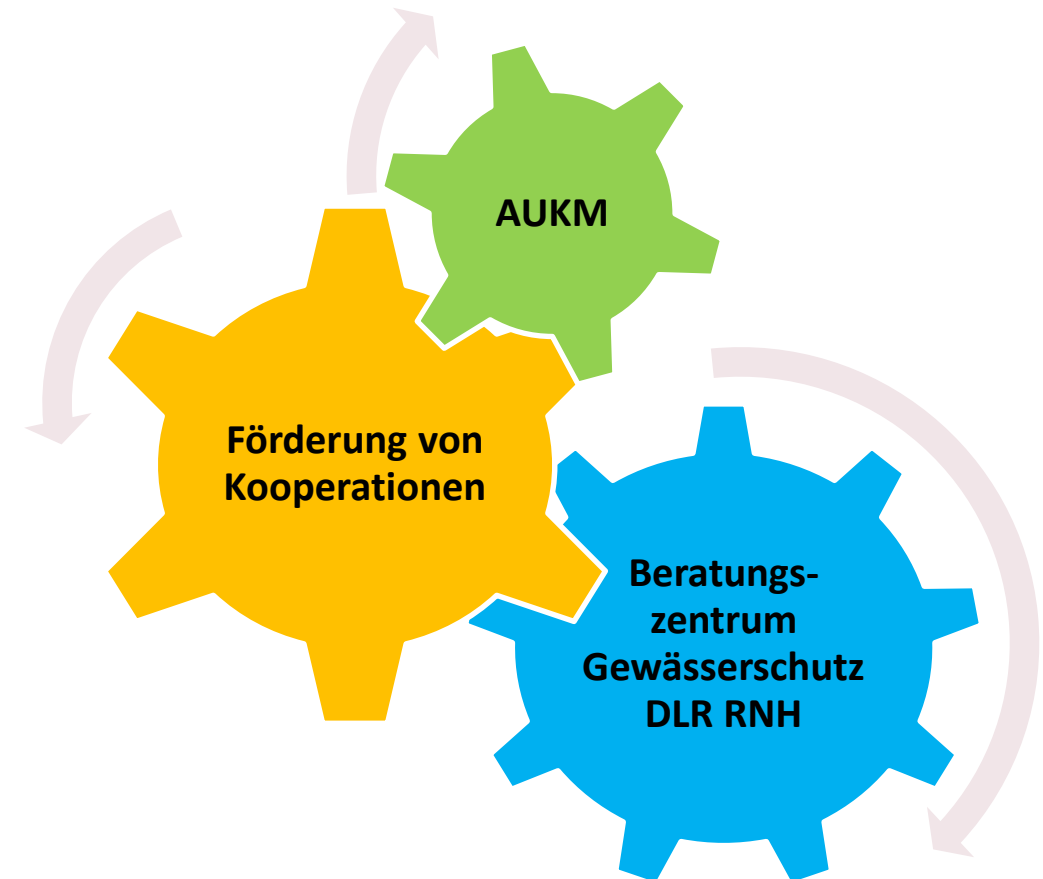 AUKM
Förderung von
Kooperationen
Beratungs-
zentrum
Gewässerschutz
DLR RNH